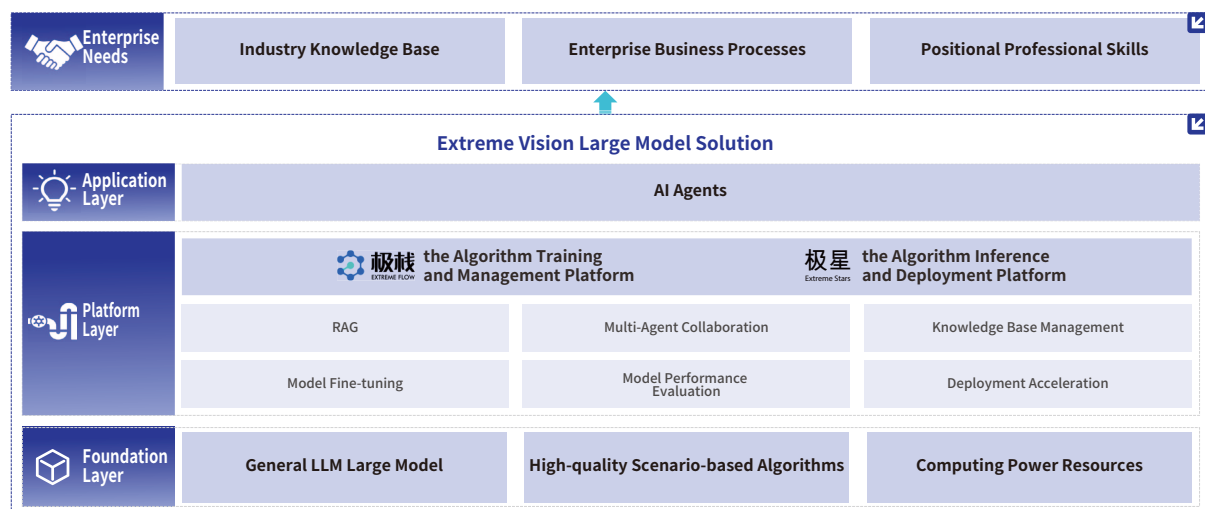 Enterprise
Needs
Industry Knowledge Base
Enterprise Business Processes
Positional Professional Skills
Extreme Vision Large Model Solution
Application
Layer
AI Agents
Platform
Layer
极栈
EXTREME FLOW
the Algorithm Training
and Management Platform
极星
Extreme Stars
the Algorithm Inference
and Deployment Platform
RAG
Multi-Agent Collaboration
Knowledge Base Management
Model Fine-tuning
Model Performance
Evaluation
Deployment Acceleration
Foundation
Layer
General LLM Large Model
High-quality Scenario-based Algorithms
Computing Power Resources